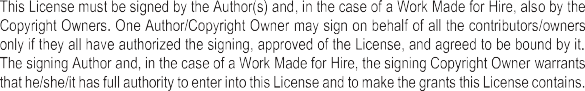 This License must be signed by the Author(s) and, in the case of a Work Made for Hire, also by the
Copyright Owners. One Author/Copyright Owner may sign on behalf of all the contributors/owners
only if they all have authorized the signing, approved of the License, and agreed to be bound by it.
The signing Author and, in the case of a Work Made for Hire, the signing Copyright Owner warrants
that he/she/it has full authority to enter into this License and to make the grants this License contains.